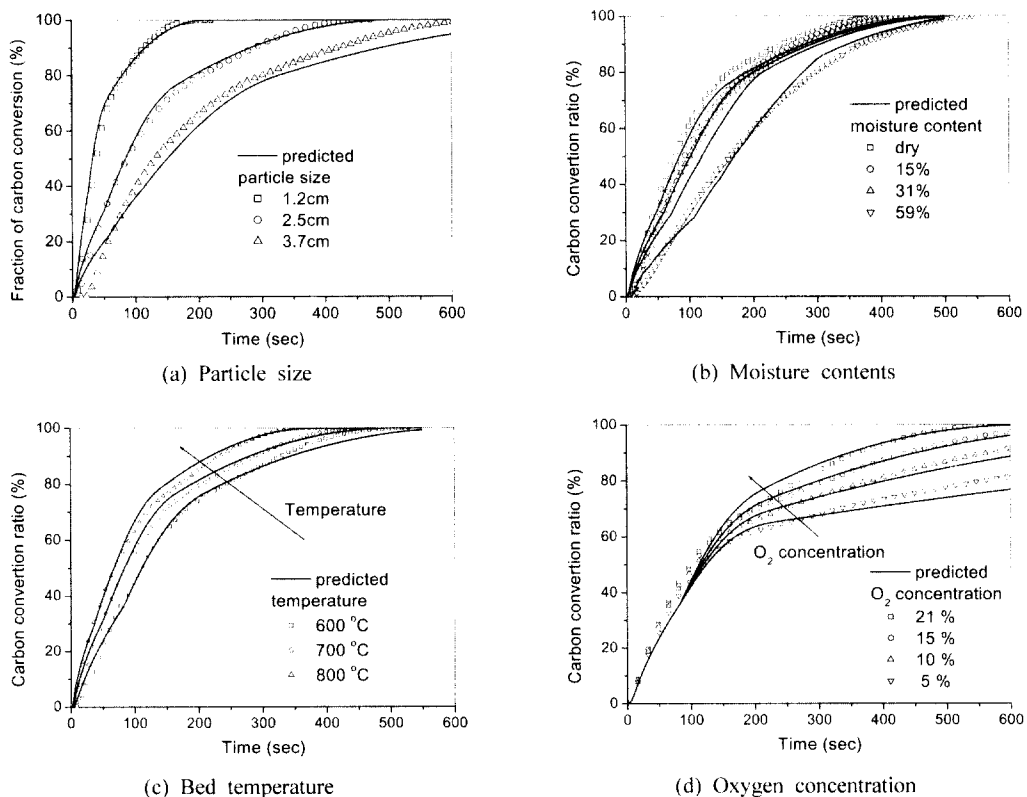 100
80
60
40
20
0
Fraction of carbon conversion (%)
predicted
particle size
1.2cm
2.5cm
3.7cm
0 100 200 300 400 500 600
Time (sec)
(a) Particle size
100
80
60
40
20
0
Carbon convertion ratio (%)
predicted
moisture content
dry
15%
31%
59%
0 100 200 300 400 500 600
Time (sec)
(b) Moisture contents
100
80
60
40
20
0
Carbon convertion ratio (%)
Temperature
predicted
temperature
600 °C
700 °C
800 °C
0 100 200 300 400 500 600
Time (sec)
(c) Bed temperature
100
80
60
40
20
0
Carbon convertion ratio (%)
O₂ concentration
predicted
O₂ concentration
21 %
15 %
10 %
5 %
0 100 200 300 400 500 600
Time (sec)
(d) Oxygen concentration